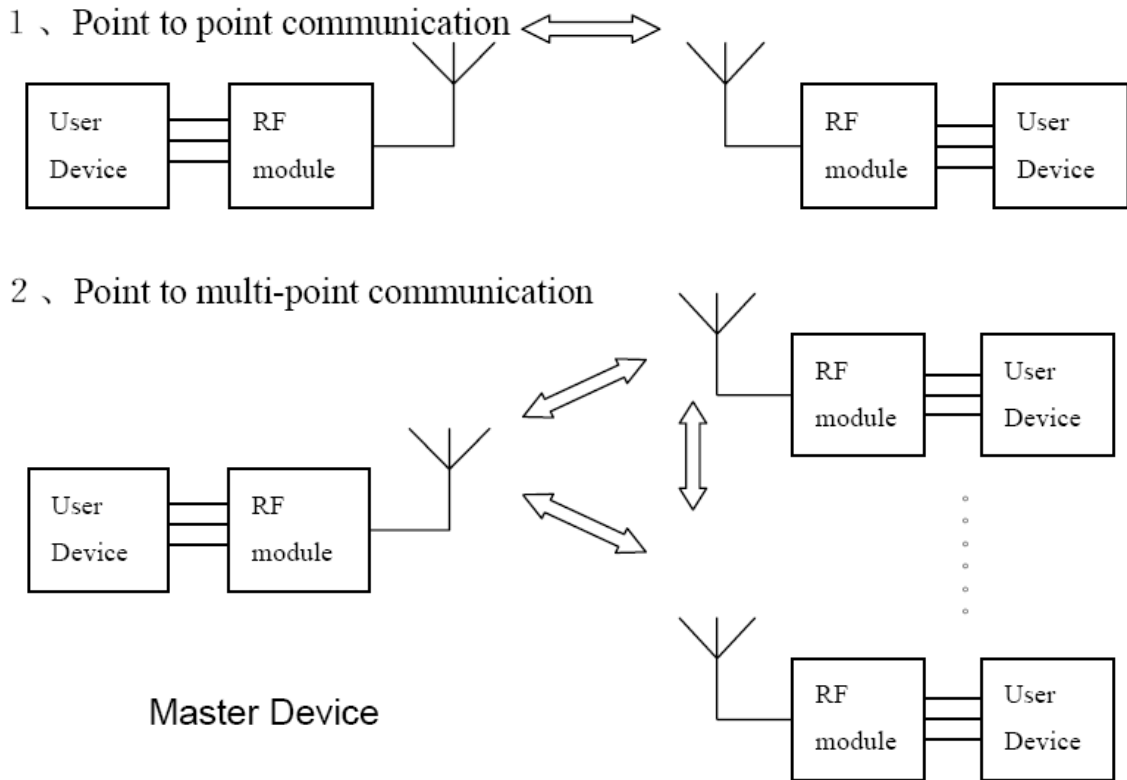 1、Point to point communication
User
Device
RF
module
RF
module
User
Device
2、Point to multi-point communication
RF
module
User
Device
User
Device
RF
module
Master Device
RF
module
User
Device